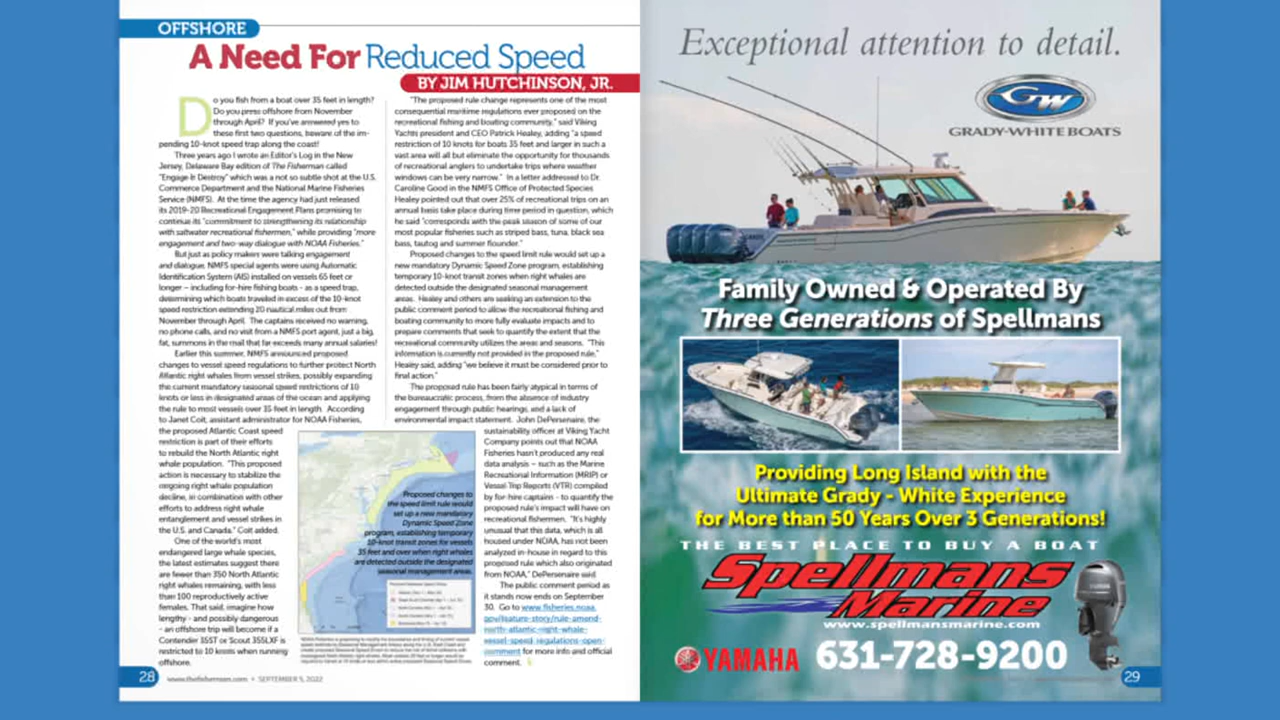 OFFSHORE
A Need For Reduced Speed
BY JIM HUTCHINSON, JR.
Do you fish from a boat over 35 feet in length?
Do you press offshore from November
through April? If you've answered yes to
these first two questions, beware of the im-
pending 10-knot speed trap along the coast!
Three years ago I wrote an Editor's Log in the New
Jersey, Delaware Bay edition of The Fisherman called
"Engage & Destroy" which was a not so subtle shot at the U.S.
Commerce Department and the National Marine Fisheries
Service (NMFS). At the time the agency had just released
its 2019-20 Recreational Engagement Plans promising to
continue its "commitment to strengthening its relationship
with saltwater recreational fishermen," while providing "more
engagement and two-way dialogue with NOAA Fisheries."
But just as policy makers were talking engagement
and dialogue, NMFS special agents were using Automatic
Identification System (AIS) installed on vessels 65 feet or
longer – including for-hire fishing boats - as a speed trap,
determining which boats traveled in excess of the 10-knot
speed restriction extending 20 nautical miles out from
November through April. The captains received no warning,
no phone calls, and no visit from a NMFS port agent, just a big,
fat, summons in the mail that far exceeds many annual salaries!
Earlier this summer, NMFS announced proposed
changes to vessel speed regulations to further protect North
Atlantic right whales from vessel strikes, possibly expanding
the current mandatory seasonal speed restrictions of 10
knots or less in designated areas of the ocean and applying
the rule to most vessels over 35 feet in length. According
to Janet Coit, assistant administrator for NOAA Fisheries,
the proposed Atlantic Coast speed
restriction is part of their efforts
to rebuild the North Atlantic right
whale population. "This proposed
action is necessary to stabilize the
ongoing right whale population
decline, in combination with other
efforts to address right whale
entanglement and vessel strikes in
the U.S. and Canada." Coit added.
One of the world's most
endangered large whale species,
the latest estimates suggest there
are fewer than 350 North Atlantic
right whales remaining, with less
than 100 reproductively active
females. That said, imagine how
lengthy - and possibly dangerous
- an offshore trip will become if a
Contender 35ST or Scout 355LXF is
restricted to 10 knots when running
offshore.
"The proposed rule change represents one of the most
consequential maritime regulations ever proposed on the
recreational fishing and boating community," said Viking
Yachts president and CEO Patrick Healey, adding "a speed
restriction of 10 knots for boats 35 feet and larger in such a
vast area will all but eliminate the opportunity for thousands
of recreational anglers to undertake trips where weather
windows can be very narrow." In a letter addressed to Dr.
Caroline Good in the NMFS Office of Protected Species
Healey pointed out that over 25% of recreational trips on an
annual basis take place during time period in question, which
he said "corresponds with the peak season of some of our
most popular fisheries such as striped bass, tuna, black sea
bass, tautog and summer flounder."
Proposed changes to the speed limit rule would set up a
new mandatory Dynamic Speed Zone program, establishing
temporary 10-knot transit zones when right whales are
detected outside the designated seasonal management
areas. Healey and others are seeking an extension to the
public comment period to allow the recreational fishing and
boating community to more fully evaluate impacts and to
prepare comments that seek to quantify the extent that the
recreational community utilizes the areas and seasons. "This
information is currently not provided in the proposed rule,"
Healy said, adding "we believe it must be considered prior to
final action."
The proposed rule has been fairly atypical in terms of
the bureaucratic process, from the absence of industry
engagement through public hearings, and a lack of
environmental impact statement. John DePersenaire, the
sustainability officer at Viking Yacht
Company points out that NOAA
Fisheries hasn't produced any real
data analysis – such as the Marine
Recreational Information (MRIP) or
Vessel Trip Reports (VTR) compiled
by for-hire captains - to quantify the
proposed rule's impact will have on
recreational fishermen. "It's highly
unusual that this data, which is all
housed under NOAA, has not been
analyzed in-house in regard to this
proposed rule which also originated
from NOAA," DePersenaire said.
The public comment period as
it stands now ends on September
30. Go to www.fisheries.noaa.
gov/feature-story/rule-amend-
north-atlantic-right-whale-
vessel-speed-regulations-open-
comment for more info and official
comment.
Proposed changes to
the speed limit rule would
set up a new mandatory
Dynamic Speed Zone
program, establishing temporary
10-knot transit zones for vessels
35 feet and over when right whales
are detected outside the designated
seasonal management areas.
28
www.thefisherman.com • SEPTEMBER 5, 2022
Exceptional attention to detail.
GW
GRADY-WHITE BOATS
Family Owned & Operated By
Three Generations of Spellmans
Providing Long Island with the
Ultimate Grady - White Experience
for More than 50 Years Over 3 Generations!
THE BEST PLACE TO BUY A BOAT
Spellmans
Marine
www.spellmansmarine.com
YAMAHA 631-728-9200
29